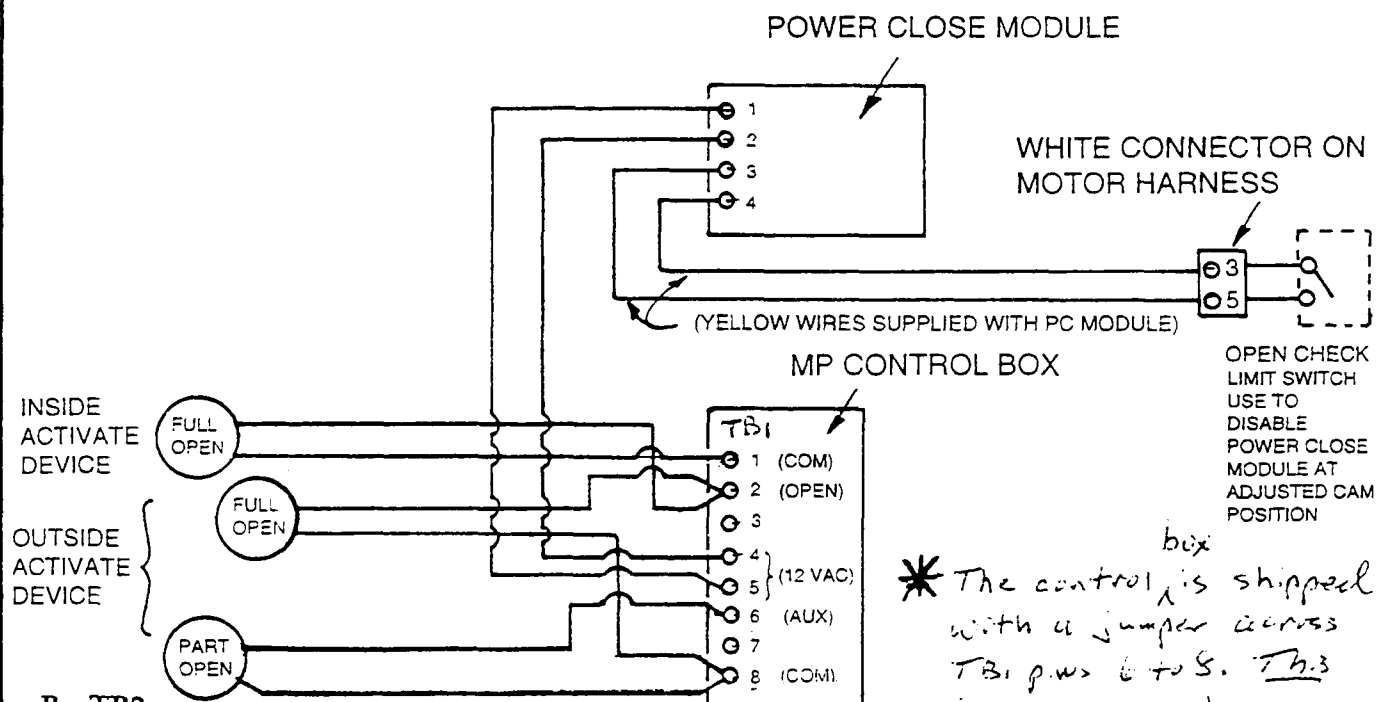 POWER CLOSE MODULE
1
2
3
4
WHITE CONNECTOR ON
MOTOR HARNESS
3
5
(YELLOW WIRES SUPPLIED WITH PC MODULE)
OPEN CHECK
LIMIT SWITCH
USE TO
DISABLE
POWER CLOSE
MODULE AT
ADJUSTED CAM
POSITION
MP CONTROL BOX
INSIDE
ACTIVATE
DEVICE
FULL
OPEN
OUTSIDE
ACTIVATE
DEVICE
FULL
OPEN
PART
OPEN
TB1
1 (COM)
2 (OPEN)
3
4
5
(12 VAC)
6 (AUX)
7
8 (COM)
box
* The control is shipped
with a jumper across
TB1 pins 6 to 8. This